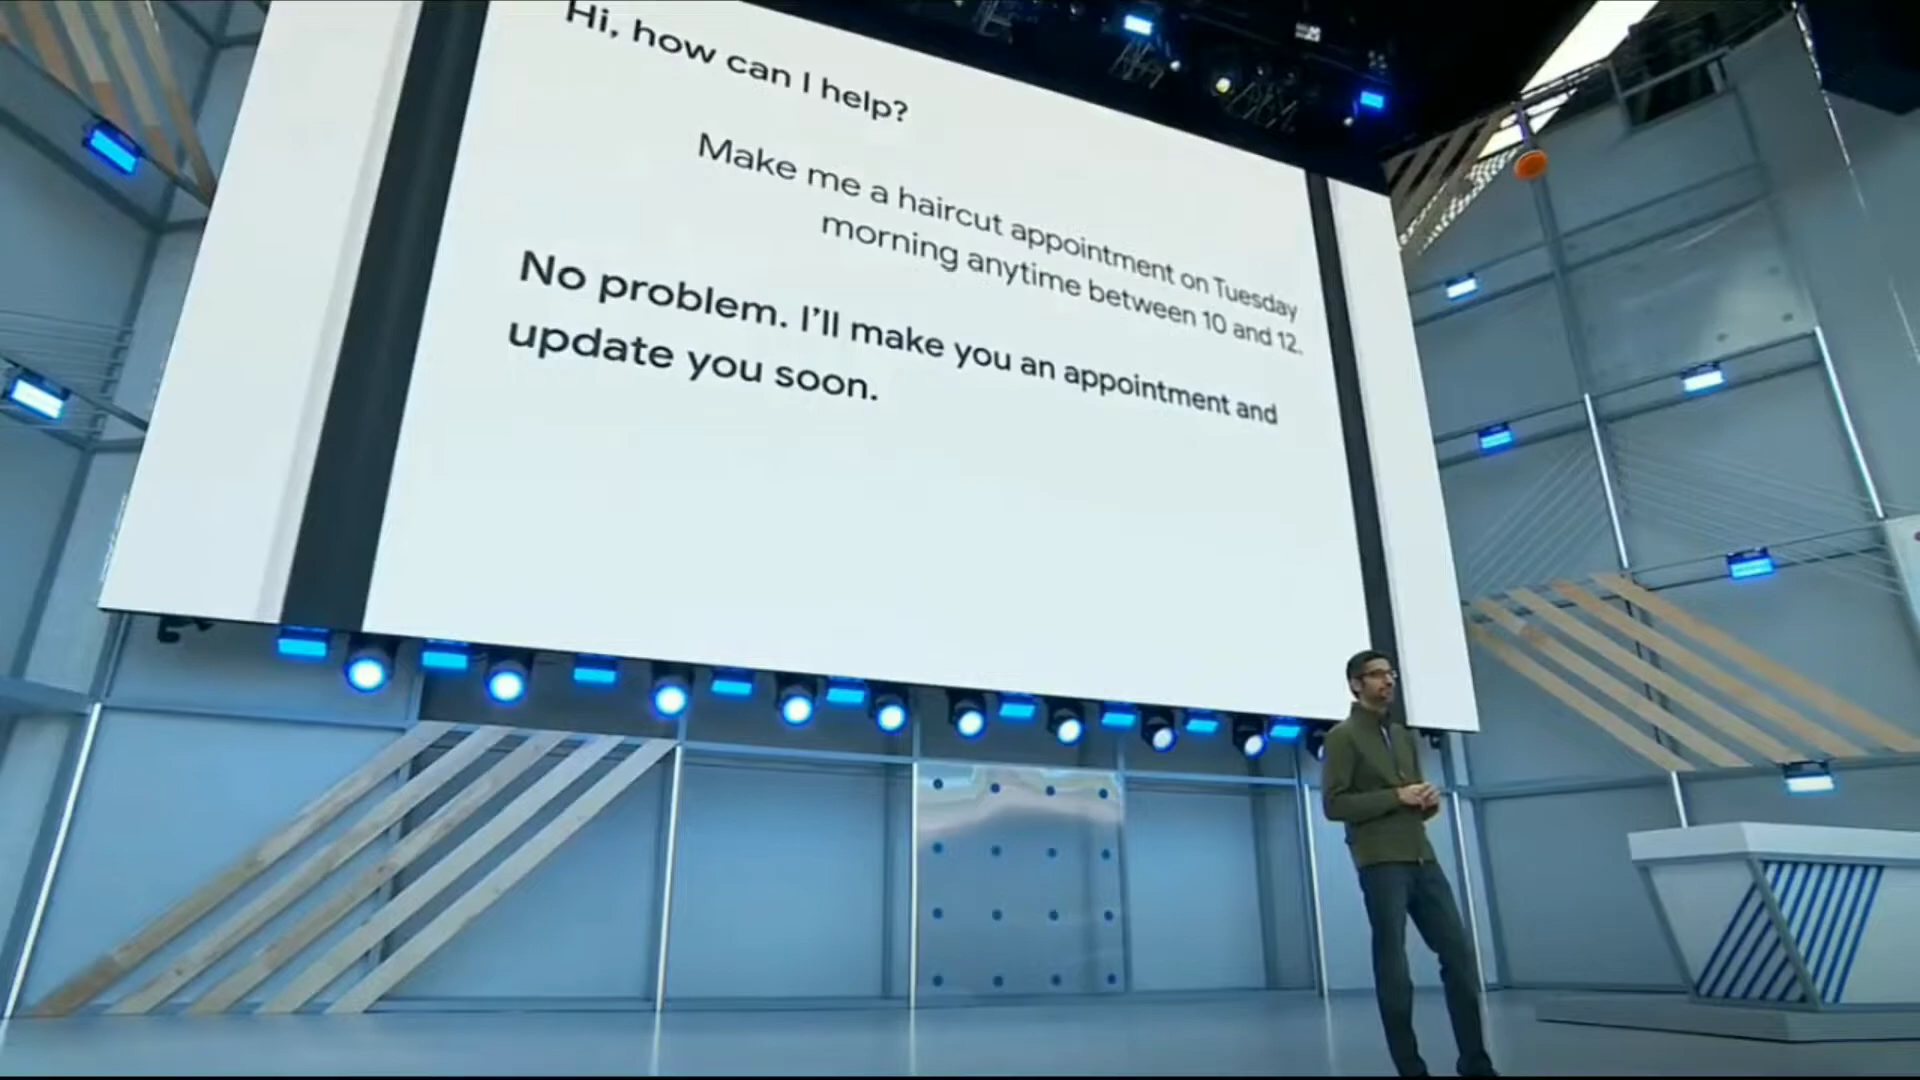 Hi, how can I help?
Make me a haircut appointment on Tuesday
morning anytime between 10 and 12.
No problem. I'll make you an appointment and
update you soon.